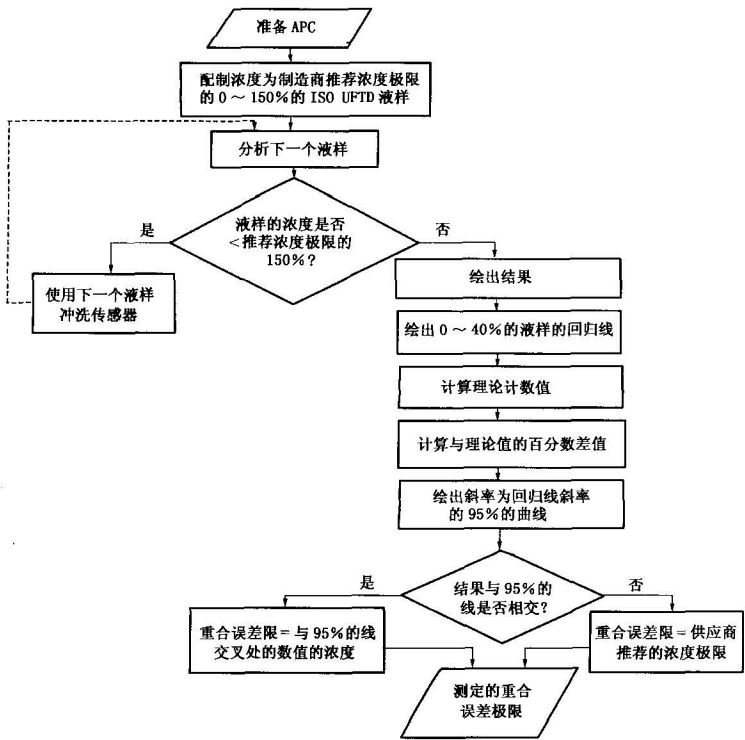 准备 APC
配制浓度为制造商推荐浓度极限
的 0～150%的 ISO UFTD 液样
分析下一个液样
液样的浓度是否
<推荐浓度极限的
150%？
是
否
使用下一个液样
冲洗传感器
绘出结果
绘出 0～40%的液样的回归线
计算理论计数值
计算与理论值的百分数差值
绘出斜率为回归线斜率
的 95%的曲线
结果与 95%的
线是否相交？
是
否
重合误差限=与 95%的线
交叉处的数值的浓度
重合误差限=供应商
推荐的浓度极限
测定的重合
误差极限